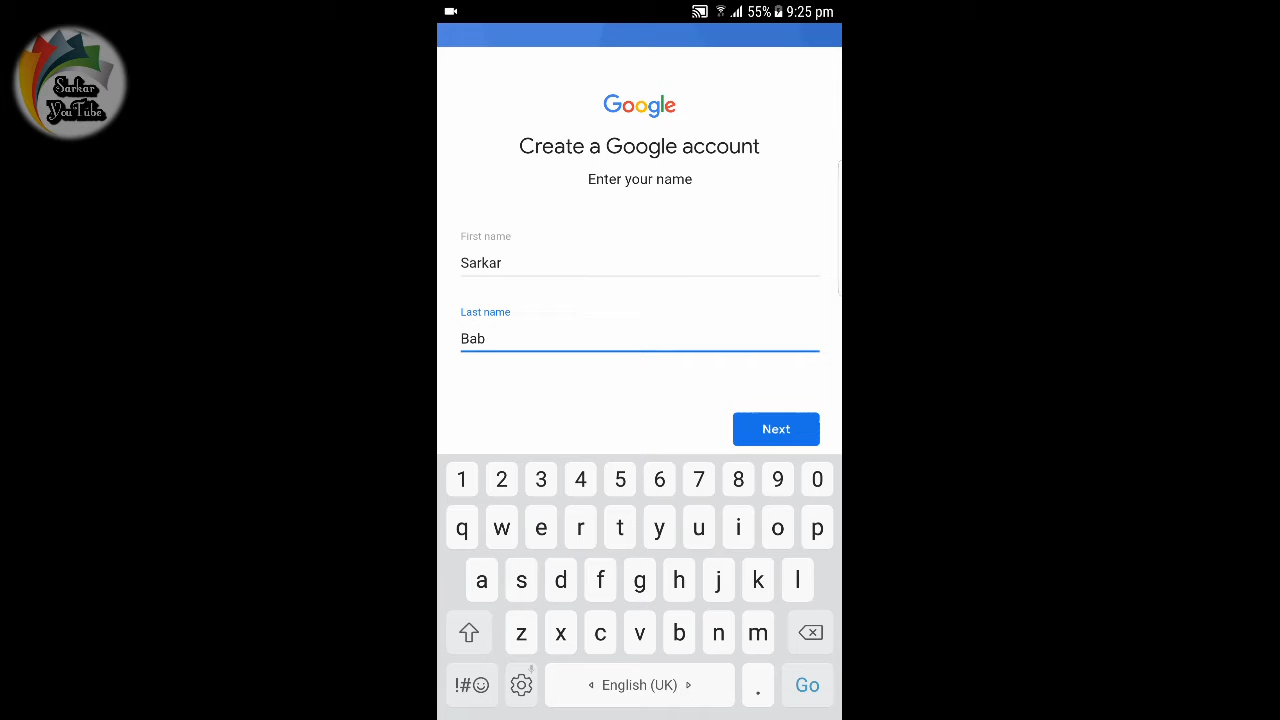 55% 9:25 pm
Sarkar
YouTube
Google
Create a Google account
Enter your name
First name
Sarkar
Last name
Bab
Next
1 2 3 4 5 6 7 8 9 0
q w e r t y u i o p
a s d f g h j k l
z x c v b n m
!#☺ English (UK) . Go